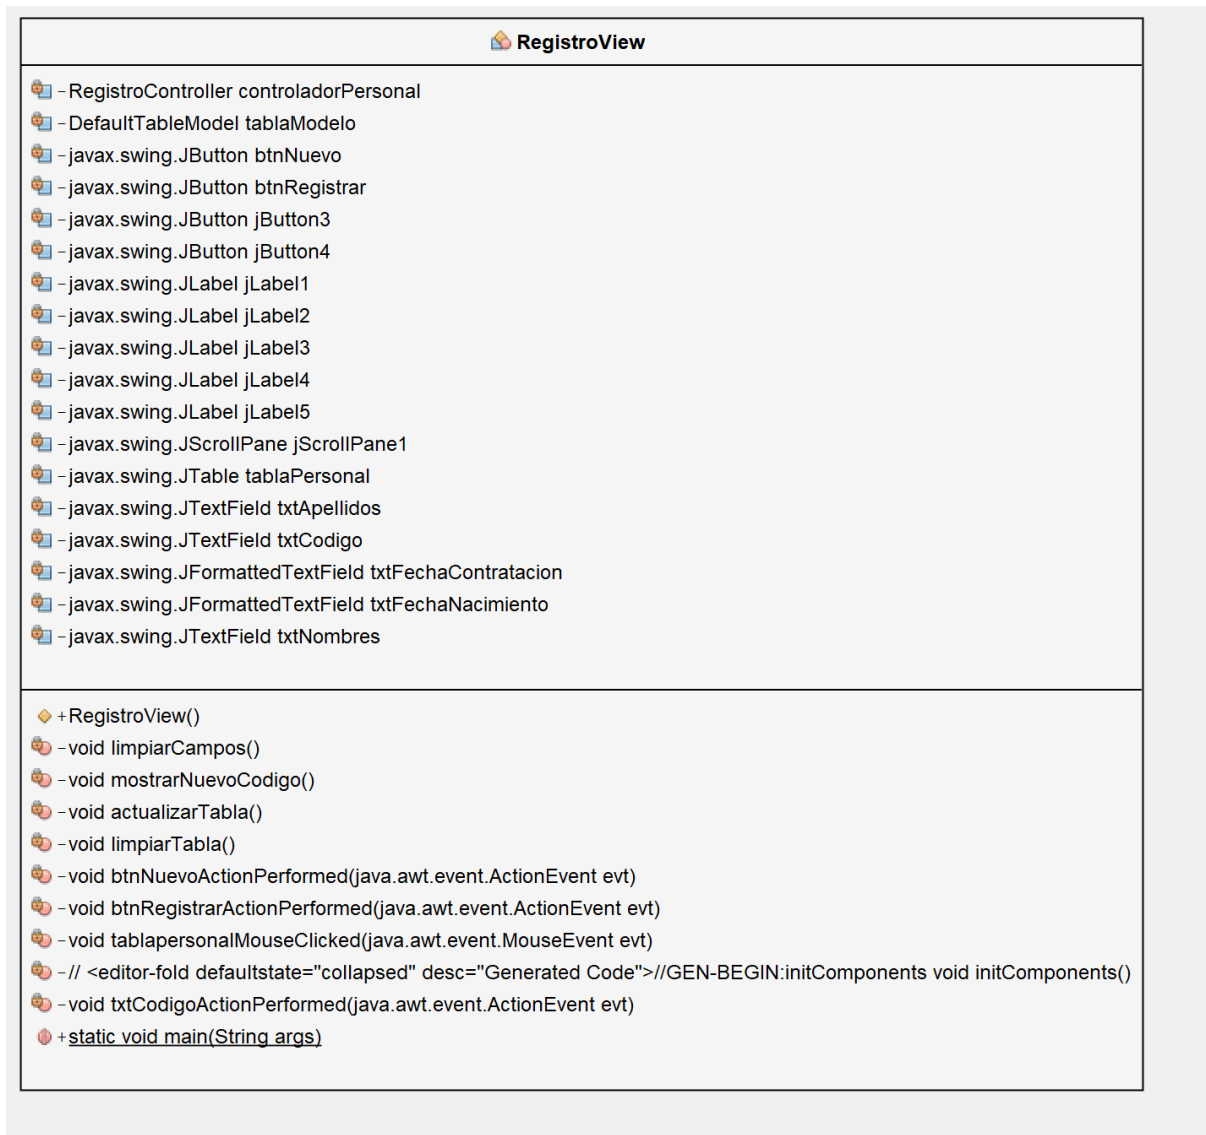 RegistroView
-RegistroController controladorPersonal
-DefaultTableModel tablaModelo
-javax.swing.JButton btnNuevo
-javax.swing.JButton btnRegistrar
-javax.swing.JButton jButton3
-javax.swing.JButton jButton4
-javax.swing.JLabel jLabel1
-javax.swing.JLabel jLabel2
-javax.swing.JLabel jLabel3
-javax.swing.JLabel jLabel4
-javax.swing.JLabel jLabel5
-javax.swing.JScrollPane jScrollPane1
-javax.swing.JTable tablaPersonal
-javax.swing.JTextField txtApellidos
-javax.swing.JTextField txtCodigo
-javax.swing.JFormattedTextField txtFechaContratacion
-javax.swing.JFormattedTextField txtFechaNacimiento
-javax.swing.JTextField txtNombres
+RegistroView()
-void limpiarCampos()
-void mostrarNuevoCodigo()
-void actualizarTabla()
-void limpiarTabla()
-void btnNuevoActionPerformed(java.awt.event.ActionEvent evt)
-void btnRegistrarActionPerformed(java.awt.event.ActionEvent evt)
-void tablapersonalMouseClicked(java.awt.event.MouseEvent evt)
-// <editor-fold defaultstate="collapsed" desc="Generated Code">//GEN-BEGIN:initComponents void initComponents()
-void txtCodigoActionPerformed(java.awt.event.ActionEvent evt)
+static void main(String args)